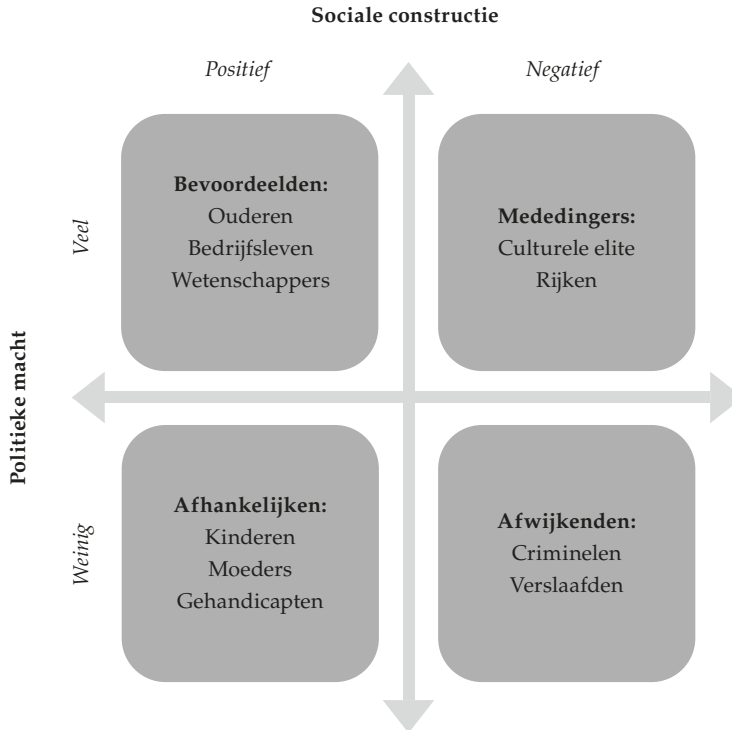 Sociale constructie
Positief
Negatief
Politieke macht
Veel
Bevoordeelden:
Ouderen
Bedrijfsleven
Wetenschappers
Mededingers:
Culturele elite
Rijken
Weinig
Afhankelijken:
Kinderen
Moeders
Gehandicapten
Afwijkenden:
Criminelen
Verslaafden